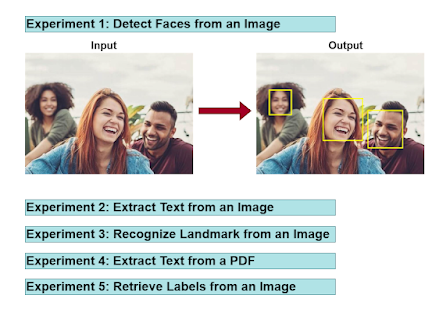 Experiment 1: Detect Faces from an Image
Input
Output
Experiment 2: Extract Text from an Image
Experiment 3: Recognize Landmark from an Image
Experiment 4: Extract Text from a PDF
Experiment 5: Retrieve Labels from an Image